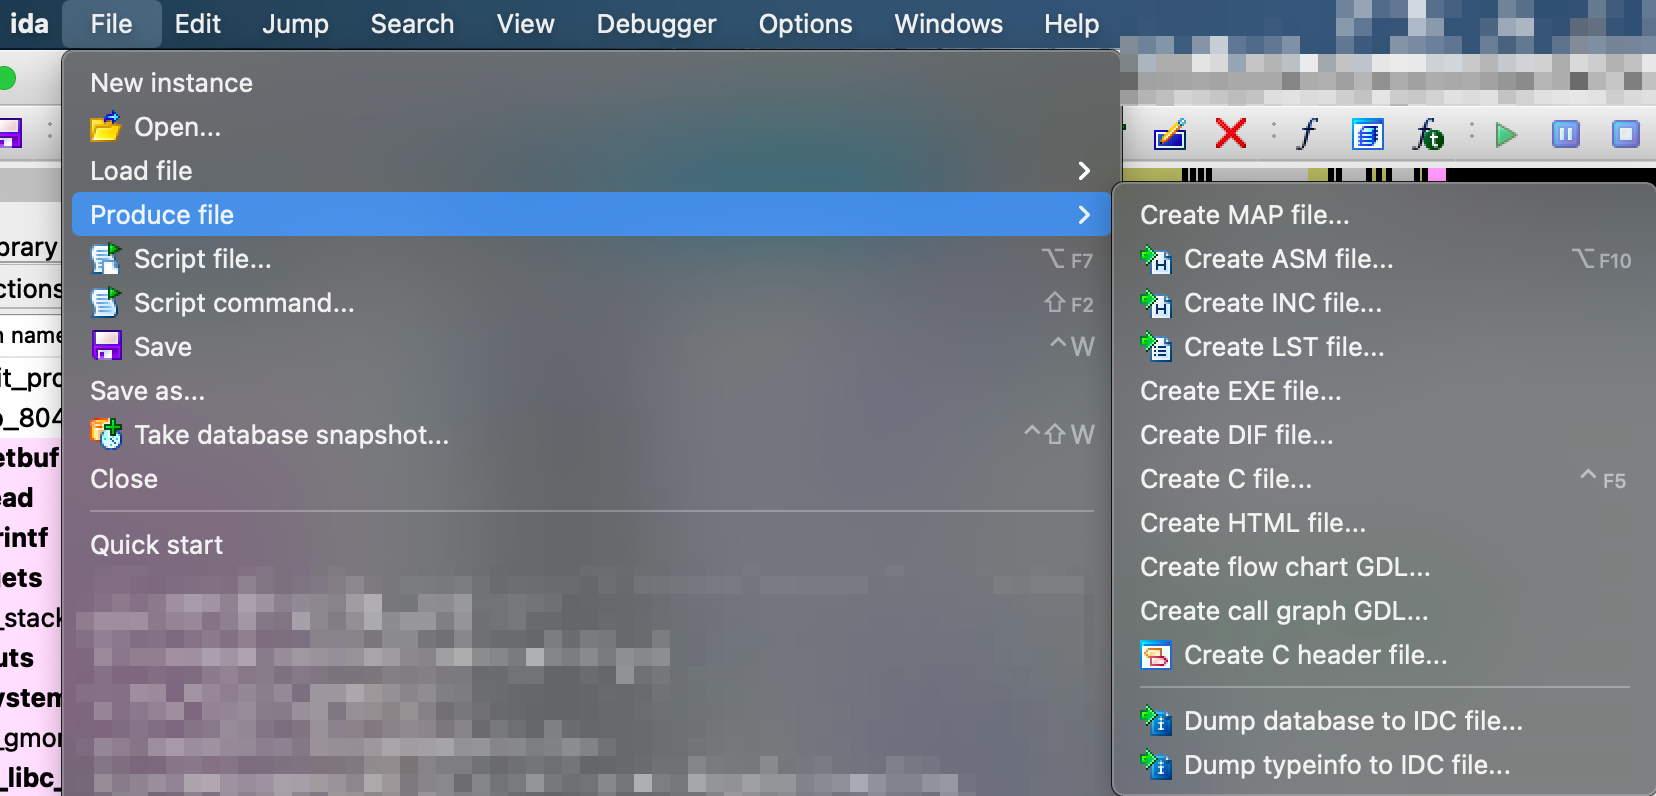 ida File Edit Jump Search View Debugger Options Windows Help
New instance
Open...
Load file
Produce file
Script file... ⌥ F7
Script command... ⇧ F2
Save ^ W
Save as...
Take database snapshot... ^⇧ W
Close
Quick start
Create MAP file...
Create ASM file... ⌥ F10
Create INC file...
Create LST file...
Create EXE file...
Create DIF file...
Create C file... ^ F5
Create HTML file...
Create flow chart GDL...
Create call graph GDL...
Create C header file...
Dump database to IDC file...
Dump typeinfo to IDC file...
brary
ctions
n name
it_pro
_804
etbuf
ead
rintf
ets
_stack
uts
ystem
_gmon
_libc_